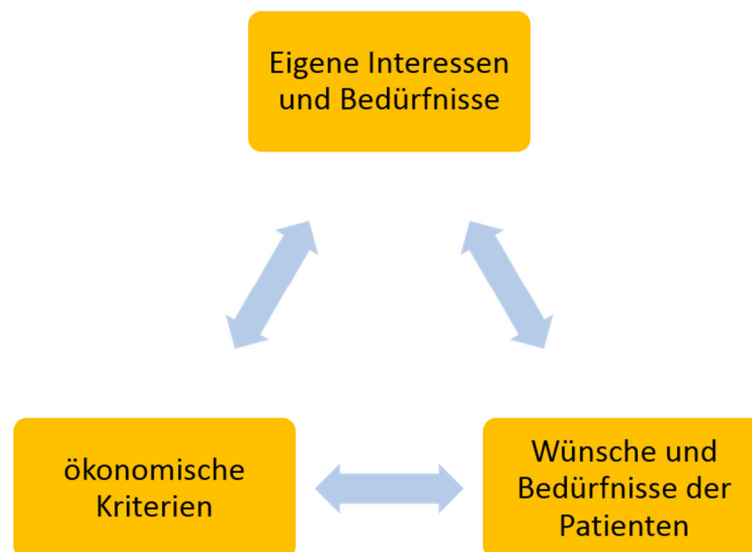 Eigene Interessen
und Bedürfnisse
ökonomische
Kriterien
Wünsche und
Bedürfnisse der
Patienten